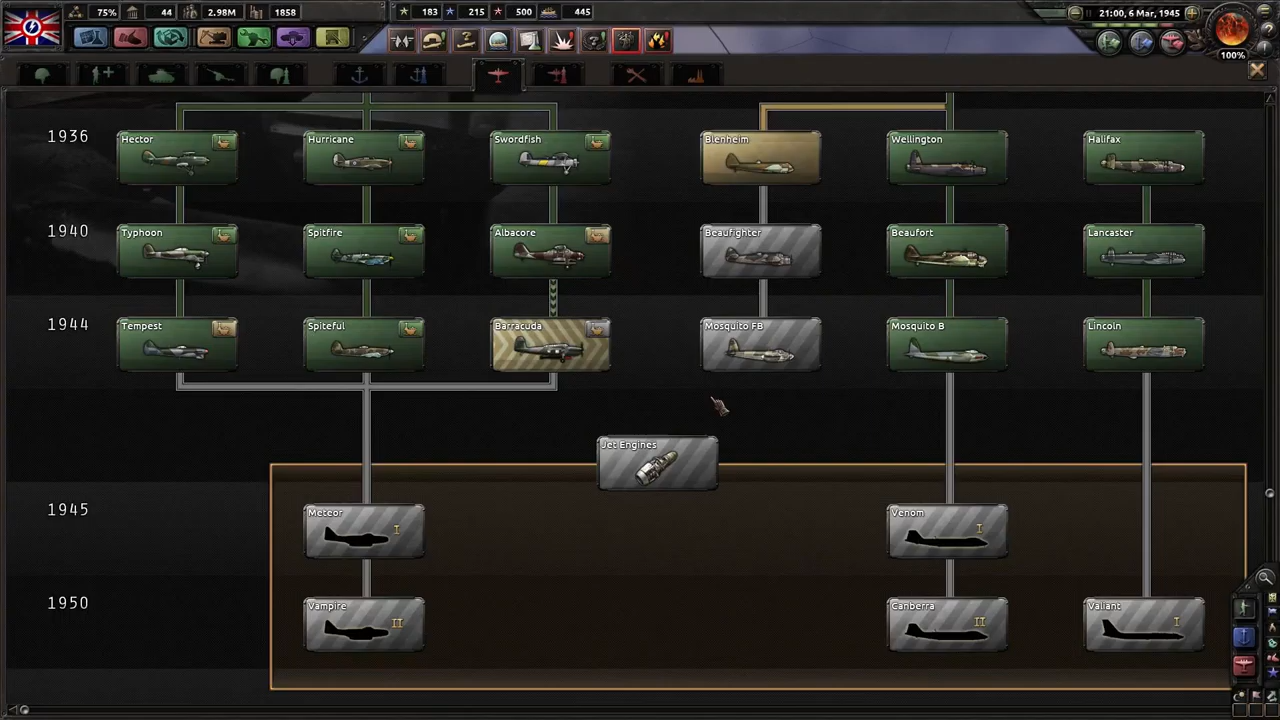 75% 44 2.98M 1858 183 215 500 445 21:00, 6 Mar, 1945
100%
1936 Hector Hurricane Swordfish Blenheim Wellington Halifax
1940 Typhoon Spitfire Albacore Beaufighter Beaufort Lancaster
1944 Tempest Spiteful Barracuda Mosquito FB Mosquito B Lincoln
Jet Engines
1945 Meteor I Venom I
1950 Vampire II Canberra II Valiant I